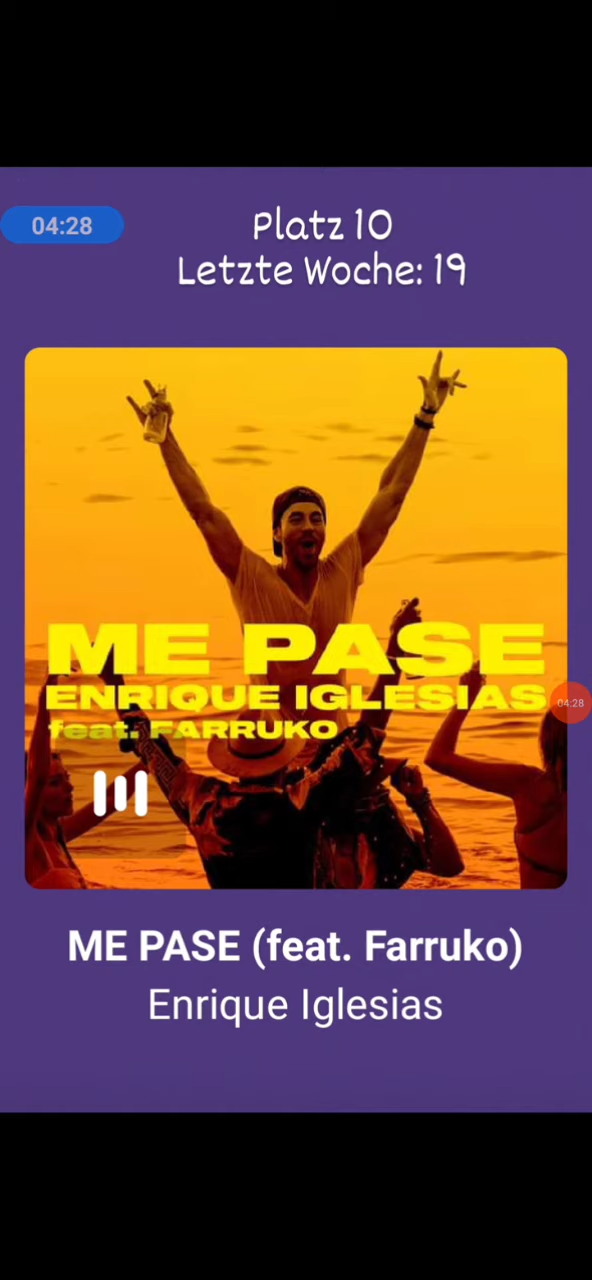 04:28
Platz 10
Letzte Woche: 19
ME PASE
ENRIQUE IGLESIAS
feat. FARRUKO
04:28
ME PASE (feat. Farruko)
Enrique Iglesias